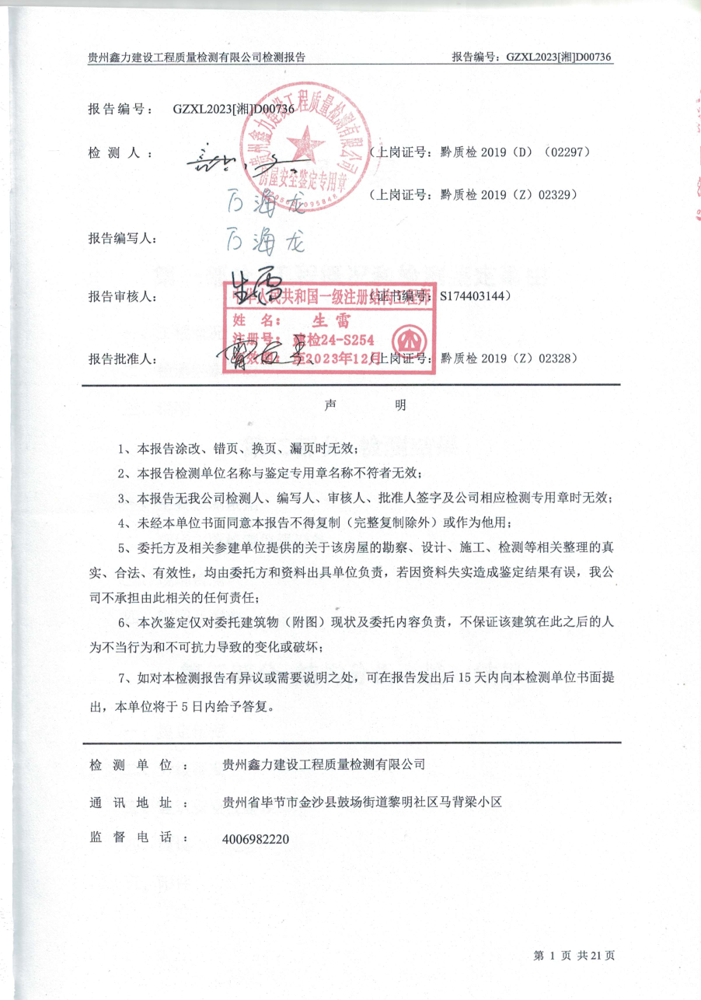 贵州鑫力建设工程质量检测有限公司检测报告 报告编号：GZXL2023[湘]D00736
报告编号： GZXL2023[湘]D00736
贵州鑫力建设工程质量检测有限公司
房屋安全鉴定专用章
检 测 人 ： （上岗证号：黔质检 2019（D）（02297）
（上岗证号：黔质检 2019（Z）02329）
海龙
报告编写人： 海龙
生雷
报告审核人： （证书编号：S174403144）
中华人民共和国一级注册结构工程师
姓 名： 生 雷
注册号：建检24-S254
有效期：至2023年12月
报告批准人： （上岗证号：黔质检 2019（Z）02328）
声 明
1、本报告涂改、错页、换页、漏页时无效；
2、本报告检测单位名称与鉴定专用章名称不符者无效；
3、本报告无我公司检测人、编写人、审核人、批准人签字及公司相应检测专用章时无效；
4、未经本单位书面同意本报告不得复制（完整复制除外）或作为他用；
5、委托方及相关参建单位提供的关于该房屋的勘察、设计、施工、检测等相关整理的真
实、合法、有效性，均由委托方和资料出具单位负责，若因资料失实造成鉴定结果有误，我公
司不承担由此相关的任何责任；
6、本次鉴定仅对委托建筑物（附图）现状及委托内容负责，不保证该建筑在此之后的人
为不当行为和不可抗力导致的变化或破坏；
7、如对本检测报告有异议或需要说明之处，可在报告发出后 15 天内向本检测单位书面提
出，本单位将于 5 日内给予答复。
检 测 单 位 ： 贵州鑫力建设工程质量检测有限公司
通 讯 地 址 ： 贵州省毕节市金沙县鼓场街道黎明社区马背梁小区
监 督 电 话 ： 4006982220
第 1 页 共 21 页